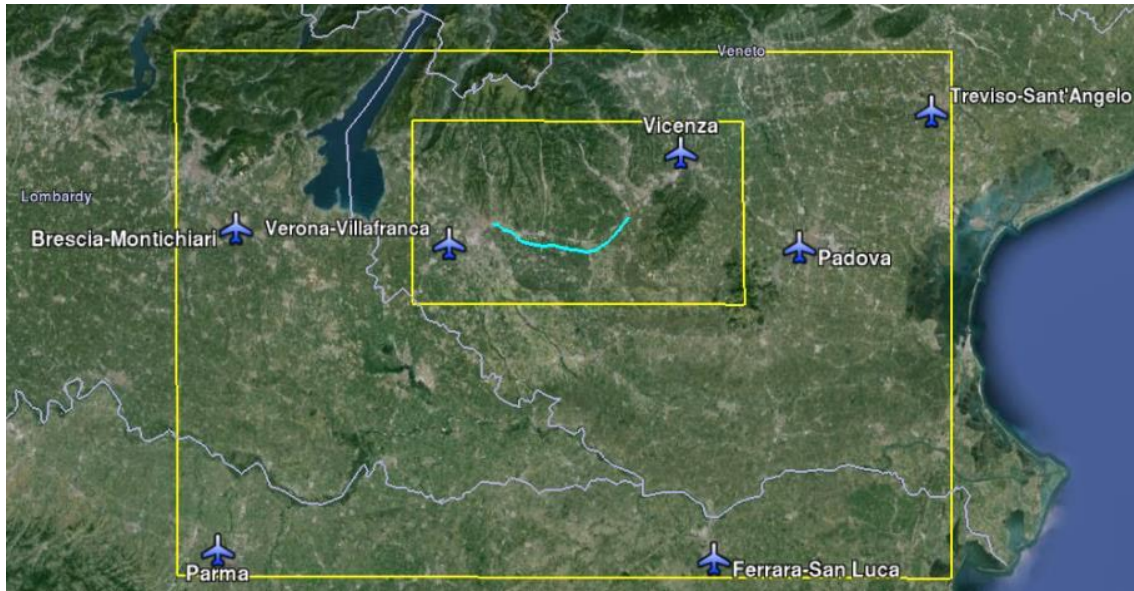 Veneto
Treviso-Sant'Angelo
Vicenza
Lombardy
Verona-Villafranca
Brescia-Montichiari
Padova
Parma
Ferrara-San Luca